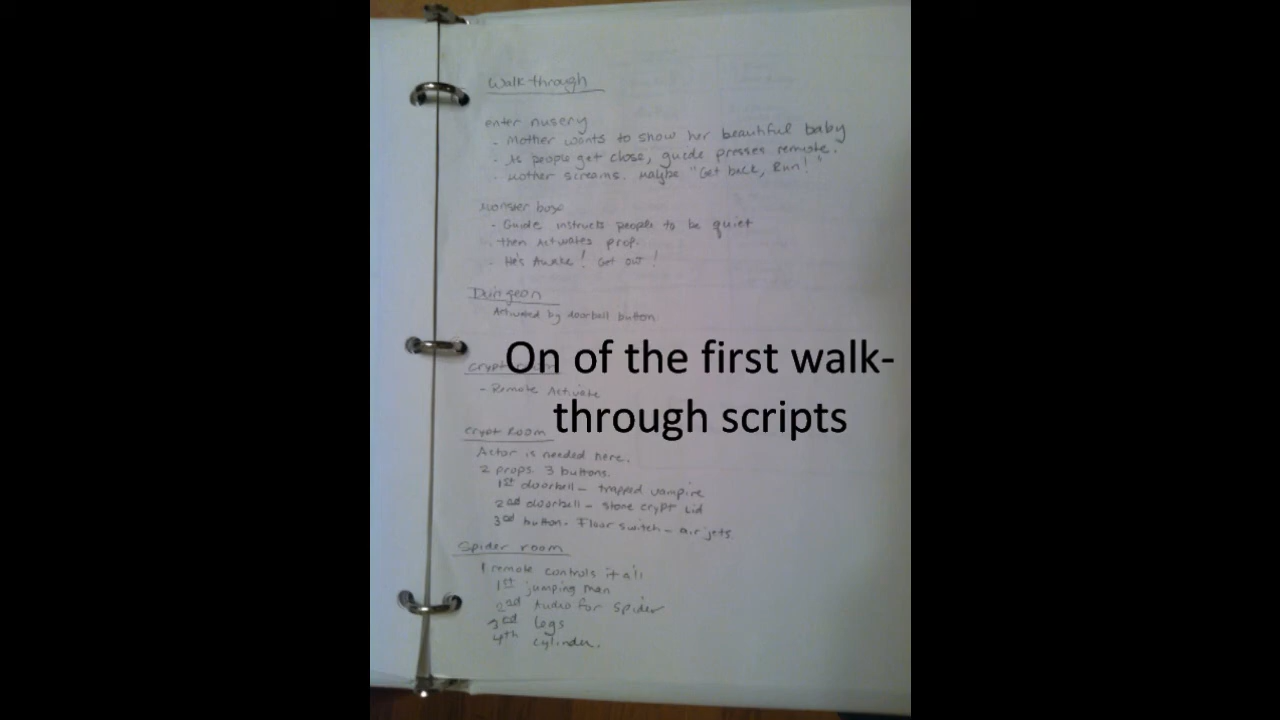 Walk through
enter nusery
- Mother wants to show her beautiful baby
- As people get close, guide presses remote.
- Mother screams. Maybe "Get back, Run!"
Monster box
- Guide instructs people to be quiet
- then Activates prop.
- He's Awake! Get out!
Dungeon
Activated by doorbell button
On of the first walk-
through scripts
crypt room
- Remote Activate
Crypt Room
Actor is needed here.
2 props. 3 buttons.
1st doorbell - trapped vampire
2nd doorbell - stone crypt lid
3rd button - Floor switch - air jets.
Spider room
1 remote controls it all
1st jumping man
2nd Audio for Spider
3rd legs
4th cylinder.